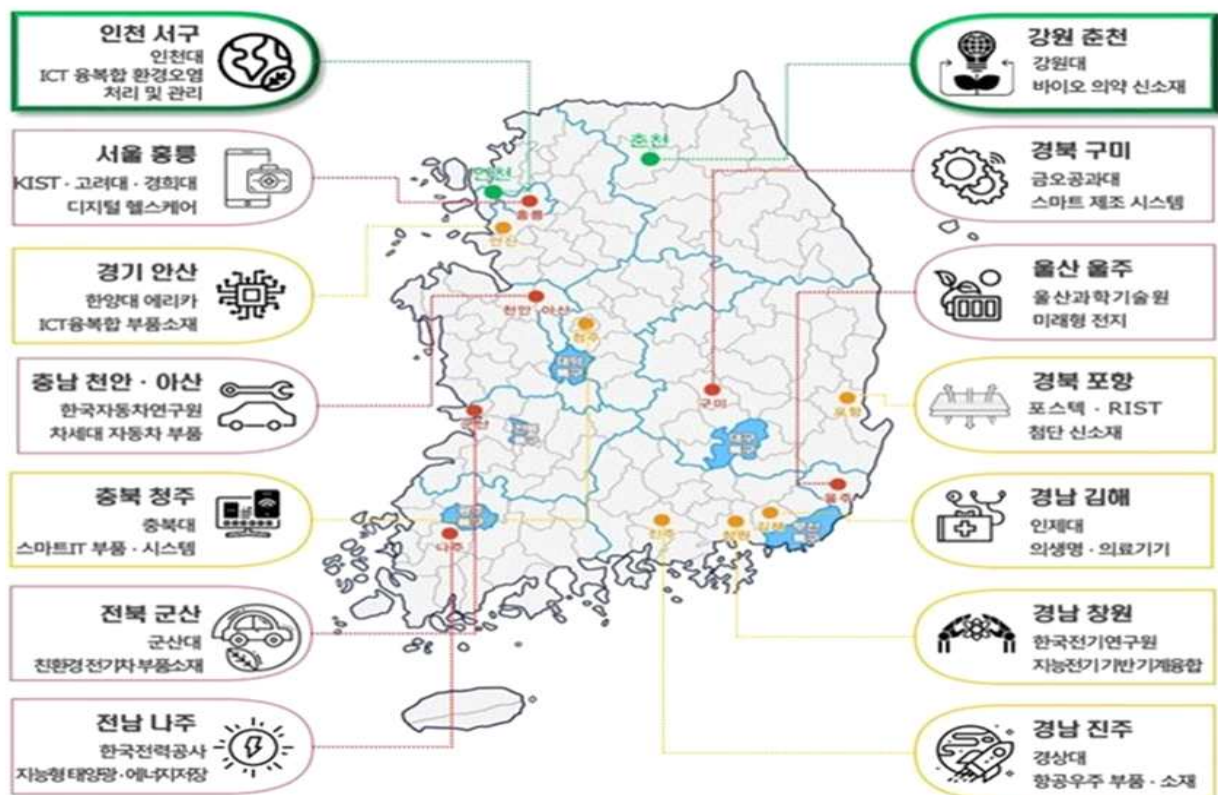 인천 서구
인천대
ICT 융복합 환경오염
처리 및 관리
서울 홍릉
KIST · 고려대 · 경희대
디지털 헬스케어
경기 안산
한양대 에리카
ICT융복합 부품소재
충남 천안 · 아산
한국자동차연구원
차세대 자동차 부품
충북 청주
충북대
스마트IT 부품 · 시스템
전북 군산
군산대
친환경 전기차 부품소재
전남 나주
한국전력공사
지능형 태양광·에너지저장
춘천
인천
홍릉
안산
천안·아산
청주
구미
포항
군산
울주
나주
진주
창원
김해
강원 춘천
강원대
바이오 의약 신소재
경북 구미
금오공과대
스마트 제조 시스템
울산 울주
울산과학기술원
미래형 전지
경북 포항
포스텍 · RIST
첨단 신소재
경남 김해
인제대
의생명 · 의료기기
경남 창원
한국전기연구원
지능전기 기반 기계융합
경남 진주
경상대
항공우주 부품 · 소재